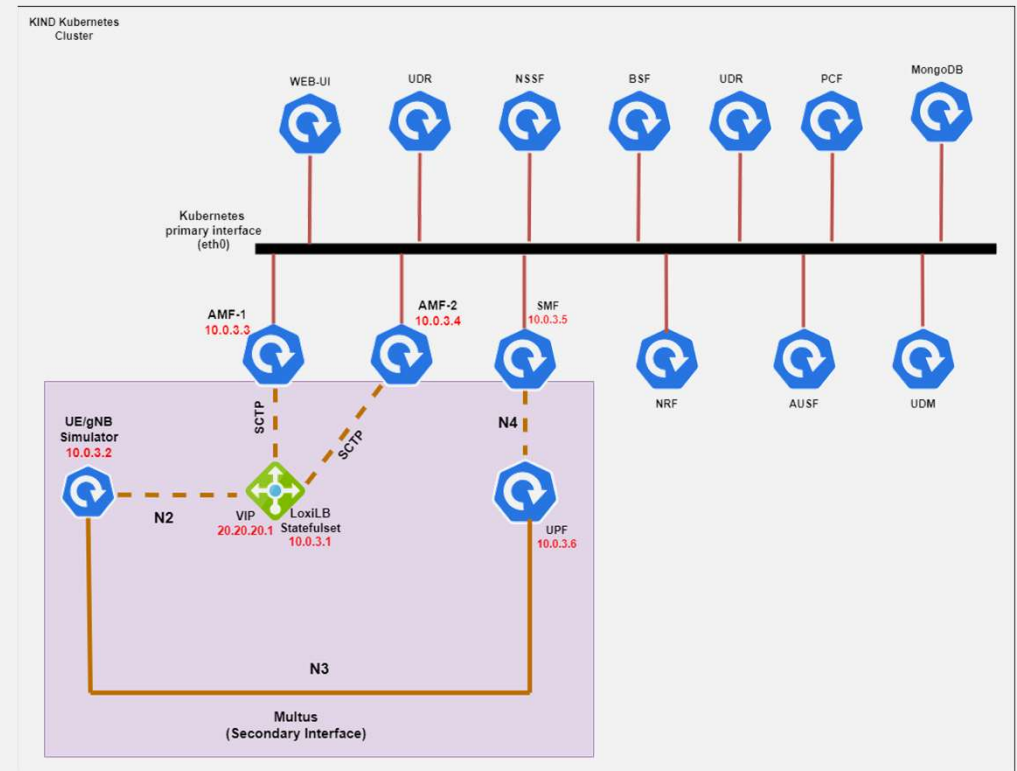 KIND Kubernetes
Cluster
WEB-UI
UDR
NSSF
BSF
UDR
PCF
MongoDB
Kubernetes
primary interface
(eth0)
AMF-1
10.0.3.3
AMF-2
10.0.3.4
SMF
10.0.3.5
NRF
AUSF
UDM
SCTP
SCTP
N4
UE/gNB
Simulator
10.0.3.2
N2
VIP
20.20.20.1
LoxiLB
Statefulset
10.0.3.1
UPF
10.0.3.6
N3
Multus
(Secondary Interface)